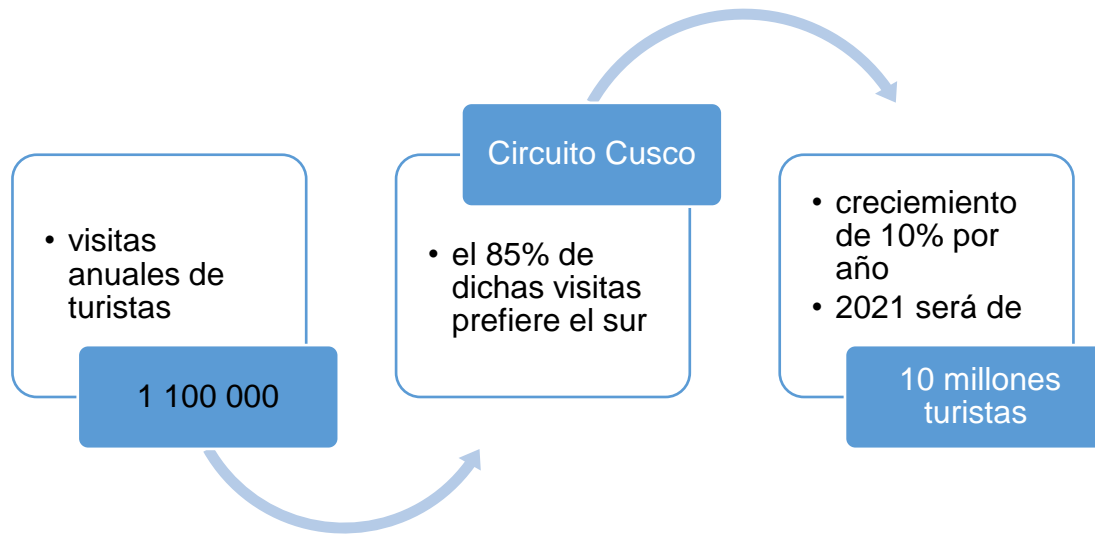 • visitas
anuales de
turistas
1 100 000
Circuito Cusco
• el 85% de
dichas visitas
prefiere el sur
• creciemiento
de 10% por
año
• 2021 será de
10 millones
turistas